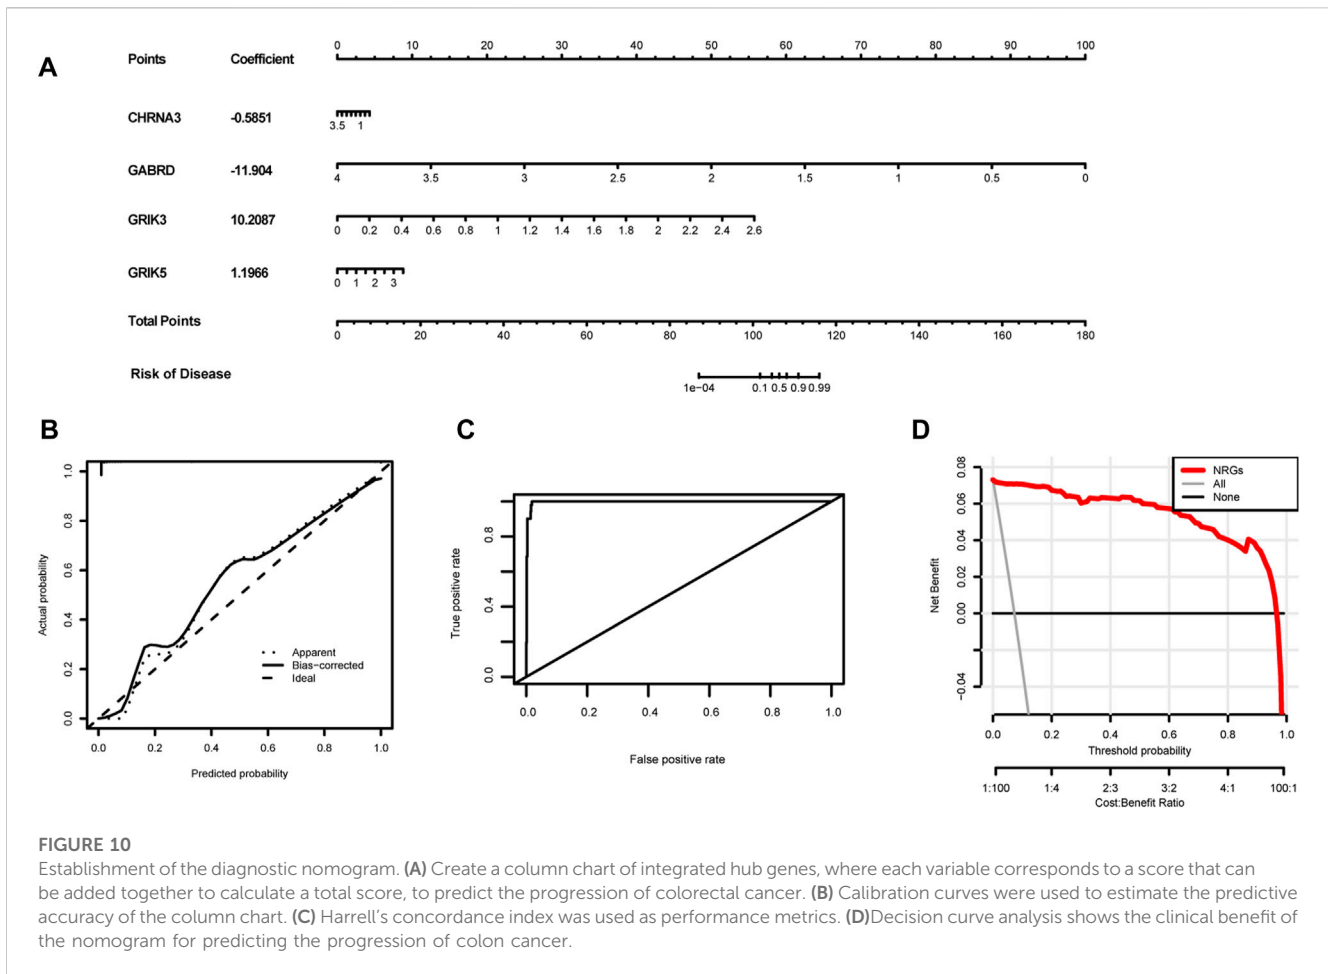 A
Points Coefficient 0 10 20 30 40 50 60 70 80 90 100
CHRNA3 -0.5851
3.5 1
GABRD -11.904
4 3.5 3 2.5 2 1.5 1 0.5 0
GRIK3 10.2087
0 0.2 0.4 0.6 0.8 1 1.2 1.4 1.6 1.8 2 2.2 2.4 2.6
GRIK5 1.1966
0 1 2 3
Total Points
0 20 40 60 80 100 120 140 160 180
Risk of Disease
1e-04 0.1 0.5 0.9 0.99
B
Actual probability
1.0
0.8
0.6
0.4
0.2
0.0
Apparent
Bias-corrected
Ideal
0.0 0.2 0.4 0.6 0.8 1.0
Predicted probability
C
True positive rate
0.8
0.4
0.0
0.0 0.2 0.4 0.6 0.8 1.0
False positive rate
D
Net Benefit
0.08
0.06
0.04
0.02
0.00
−0.04
NRGs
All
None
0.0 0.2 0.4 0.6 0.8 1.0
Threshold probability
1:100 1:4 2:3 3:2 4:1 100:1
Cost:Benefit Ratio
FIGURE 10
Establishment of the diagnostic nomogram. (A) Create a column chart of integrated hub genes, where each variable corresponds to a score that can
be added together to calculate a total score, to predict the progression of colorectal cancer. (B) Calibration curves were used to estimate the predictive
accuracy of the column chart. (C) Harrell's concordance index was used as performance metrics. (D)Decision curve analysis shows the clinical benefit of
the nomogram for predicting the progression of colon cancer.